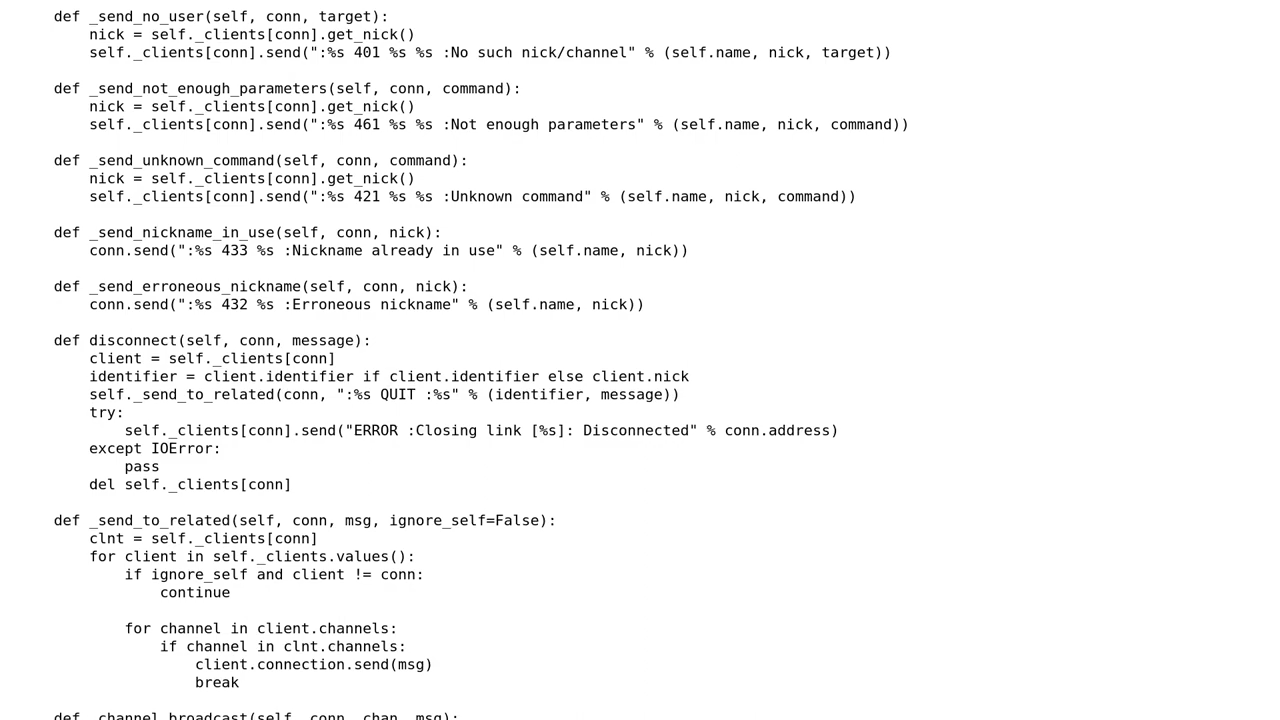 def _send_no_user(self, conn, target):
    nick = self._clients[conn].get_nick()
    self._clients[conn].send(":%s 401 %s %s :No such nick/channel" % (self.name, nick, target))

def _send_not_enough_parameters(self, conn, command):
    nick = self._clients[conn].get_nick()
    self._clients[conn].send(":%s 461 %s %s :Not enough parameters" % (self.name, nick, command))

def _send_unknown_command(self, conn, command):
    nick = self._clients[conn].get_nick()
    self._clients[conn].send(":%s 421 %s %s :Unknown command" % (self.name, nick, command))

def _send_nickname_in_use(self, conn, nick):
    conn.send(":%s 433 %s :Nickname already in use" % (self.name, nick))

def _send_erroneous_nickname(self, conn, nick):
    conn.send(":%s 432 %s :Erroneous nickname" % (self.name, nick))

def disconnect(self, conn, message):
    client = self._clients[conn]
    identifier = client.identifier if client.identifier else client.nick
    self._send_to_related(conn, ":%s QUIT :%s" % (identifier, message))
    try:
        self._clients[conn].send("ERROR :Closing link [%s]: Disconnected" % conn.address)
    except IOError:
        pass
    del self._clients[conn]

def _send_to_related(self, conn, msg, ignore_self=False):
    clnt = self._clients[conn]
    for client in self._clients.values():
        if ignore_self and client != conn:
            continue

        for channel in client.channels:
            if channel in clnt.channels:
                client.connection.send(msg)
                break

def _channel_broadcast(self, conn, chan, msg):